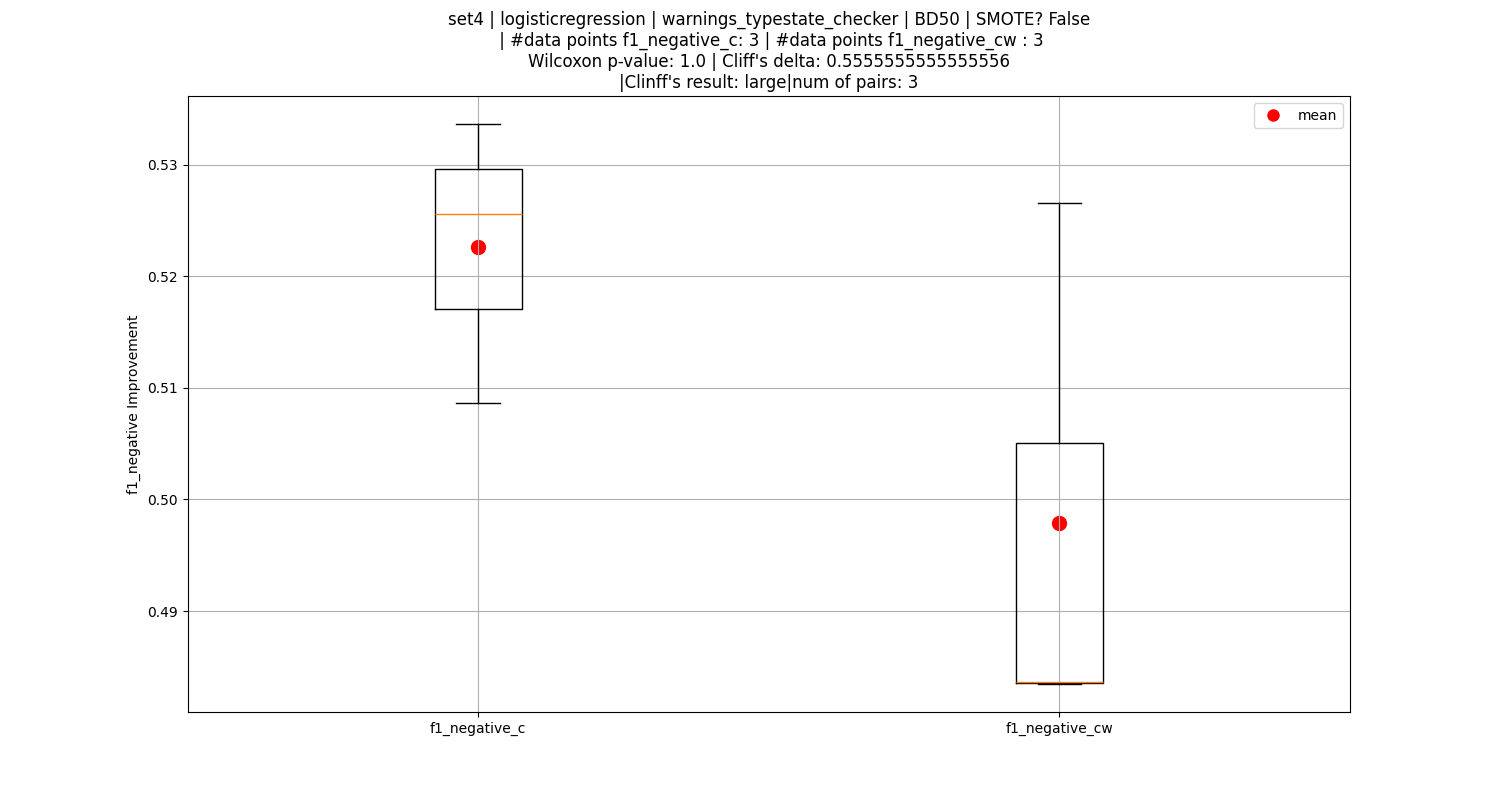 set4 | logisticregression | warnings_typestate_checker | BD50 | SMOTE? False
| #data points f1_negative_c: 3 | #data points f1_negative_cw : 3
Wilcoxon p-value: 1.0 | Cliff's delta: 0.5555555555555556
|Clinff's result: large|num of pairs: 3
mean
0.53
0.52
0.51
0.50
0.49
f1_negative Improvement
f1_negative_c
f1_negative_cw